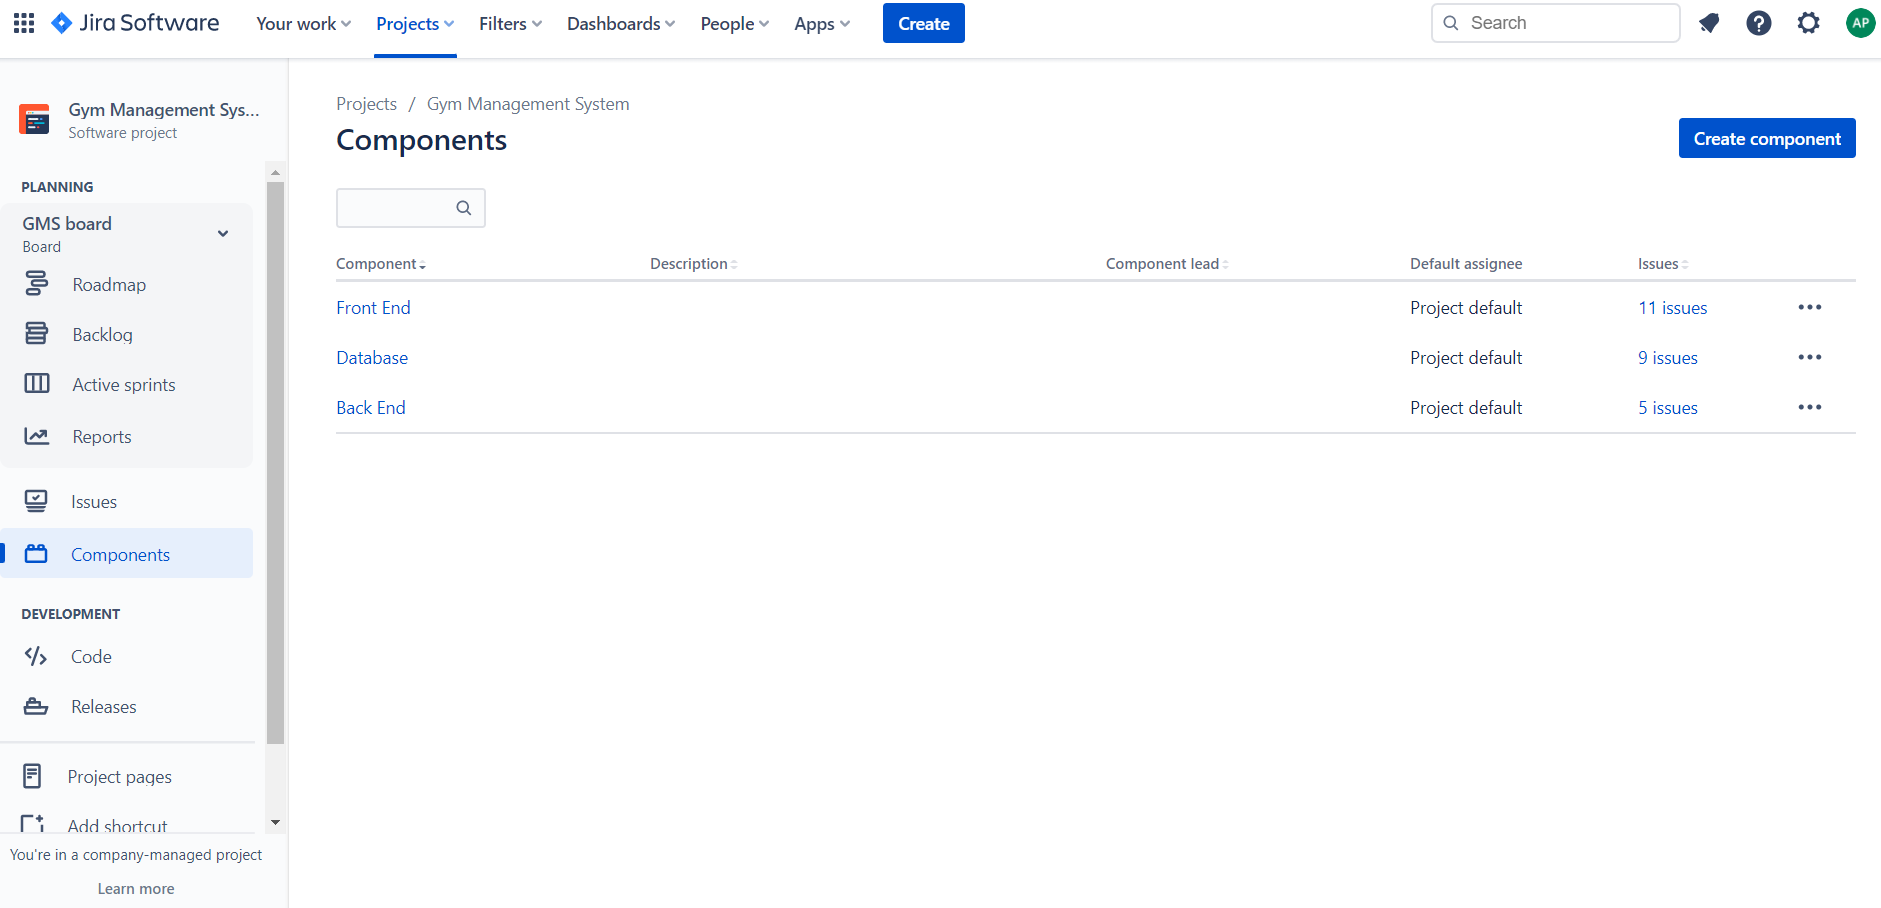 Jira Software
Your work
Projects
Filters
Dashboards
People
Apps
Create
Search
AP
Gym Management Sys...
Software project
PLANNING
GMS board
Board
Roadmap
Backlog
Active sprints
Reports
Issues
Components
DEVELOPMENT
Code
Releases
Project pages
Add shortcut
You're in a company-managed project
Learn more
Projects / Gym Management System
Components
Create component
Component Description Component lead Default assignee Issues
Front End Project default 11 issues
Database Project default 9 issues
Back End Project default 5 issues